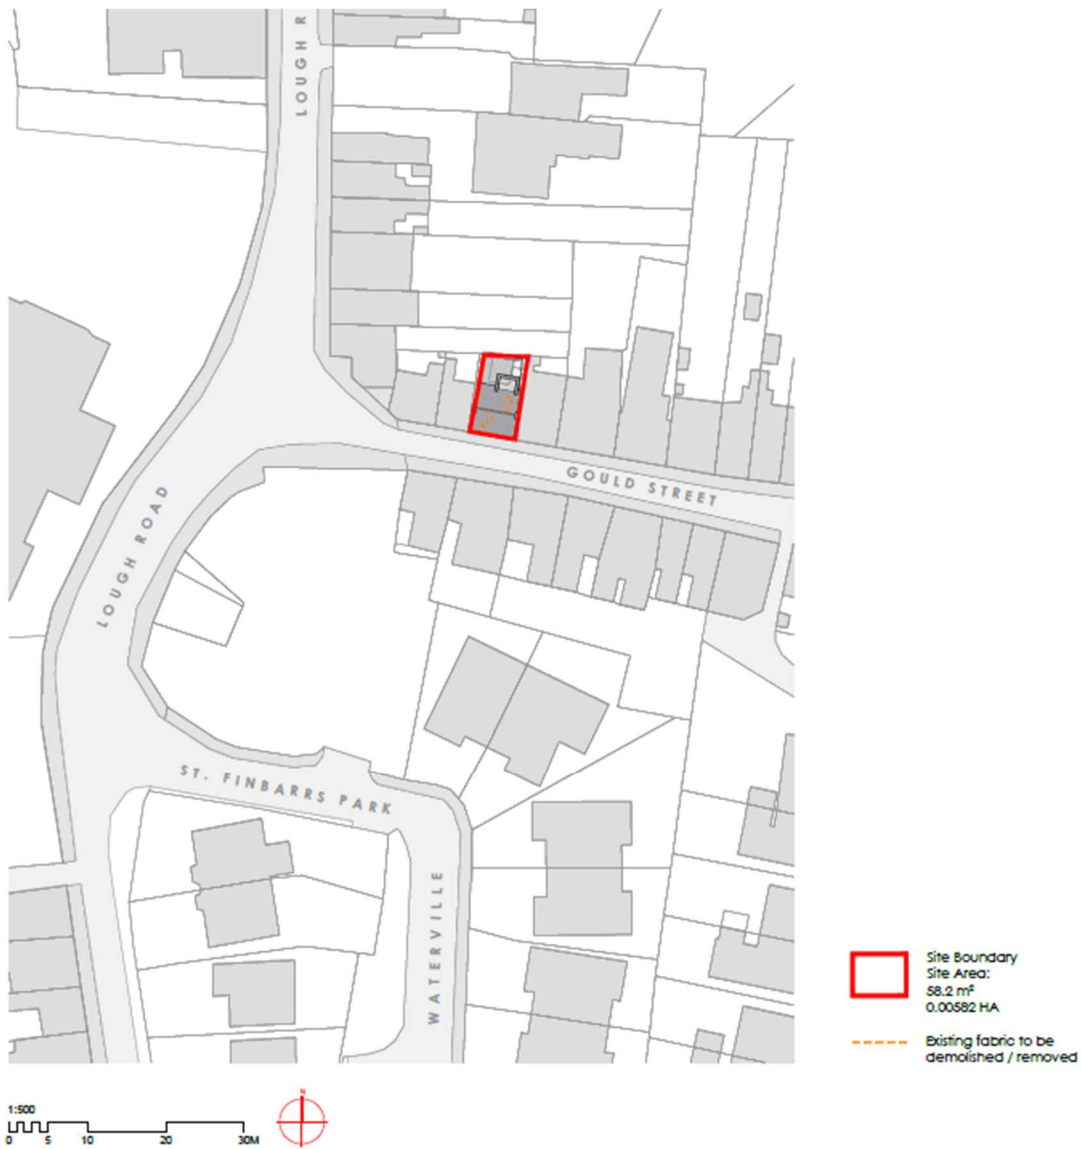 LOUGH R
GOULD STREET
LOUGH ROAD
ST. FINBARRS PARK
WATERVILLE
Site Boundary
Site Area:
58.2 m²
0.00582 HA
Existing fabric to be
demolished / removed
1:500
0 5 10 20 30M
N